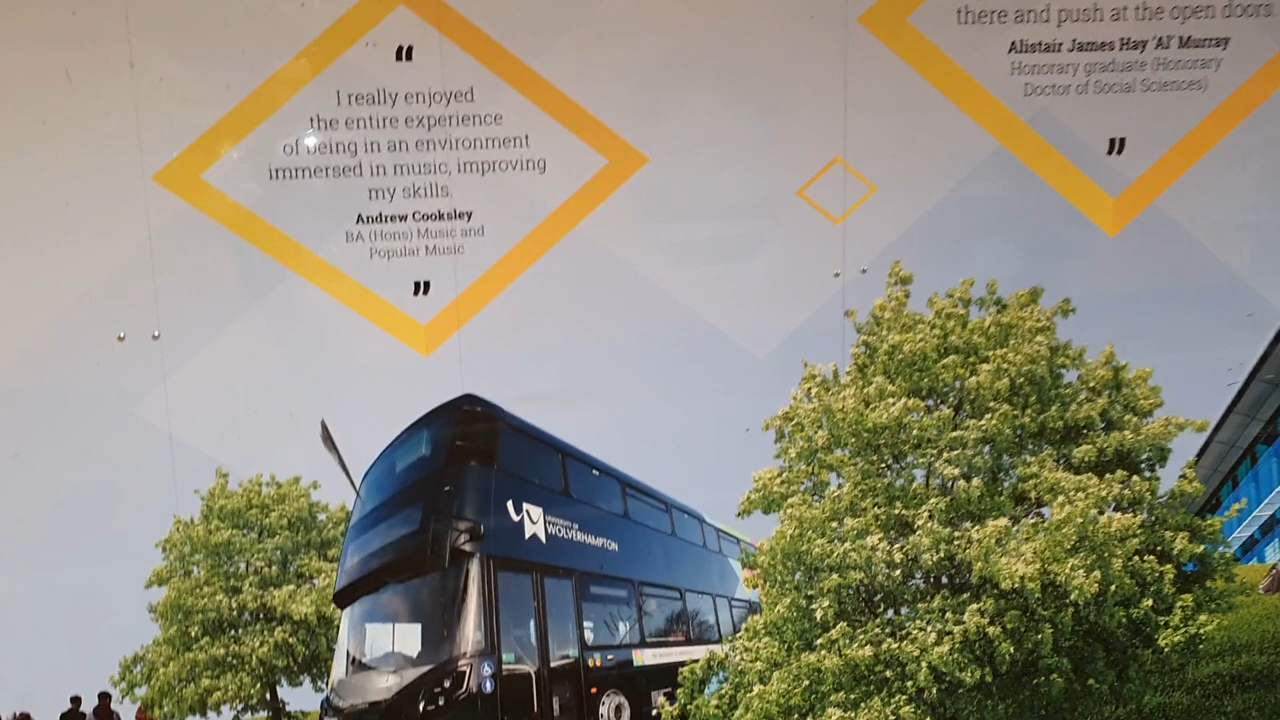 “
I really enjoyed
the entire experience
of being in an environment
immersed in music, improving
my skills.
Andrew Cooksley
BA (Hons) Music and
Popular Music
”
there and push at the open doors.
Alistair James Hay ‘Al’ Murray
Honorary graduate (Honorary
Doctor of Social Sciences)
”
UNIVERSITY OF
WOLVERHAMPTON